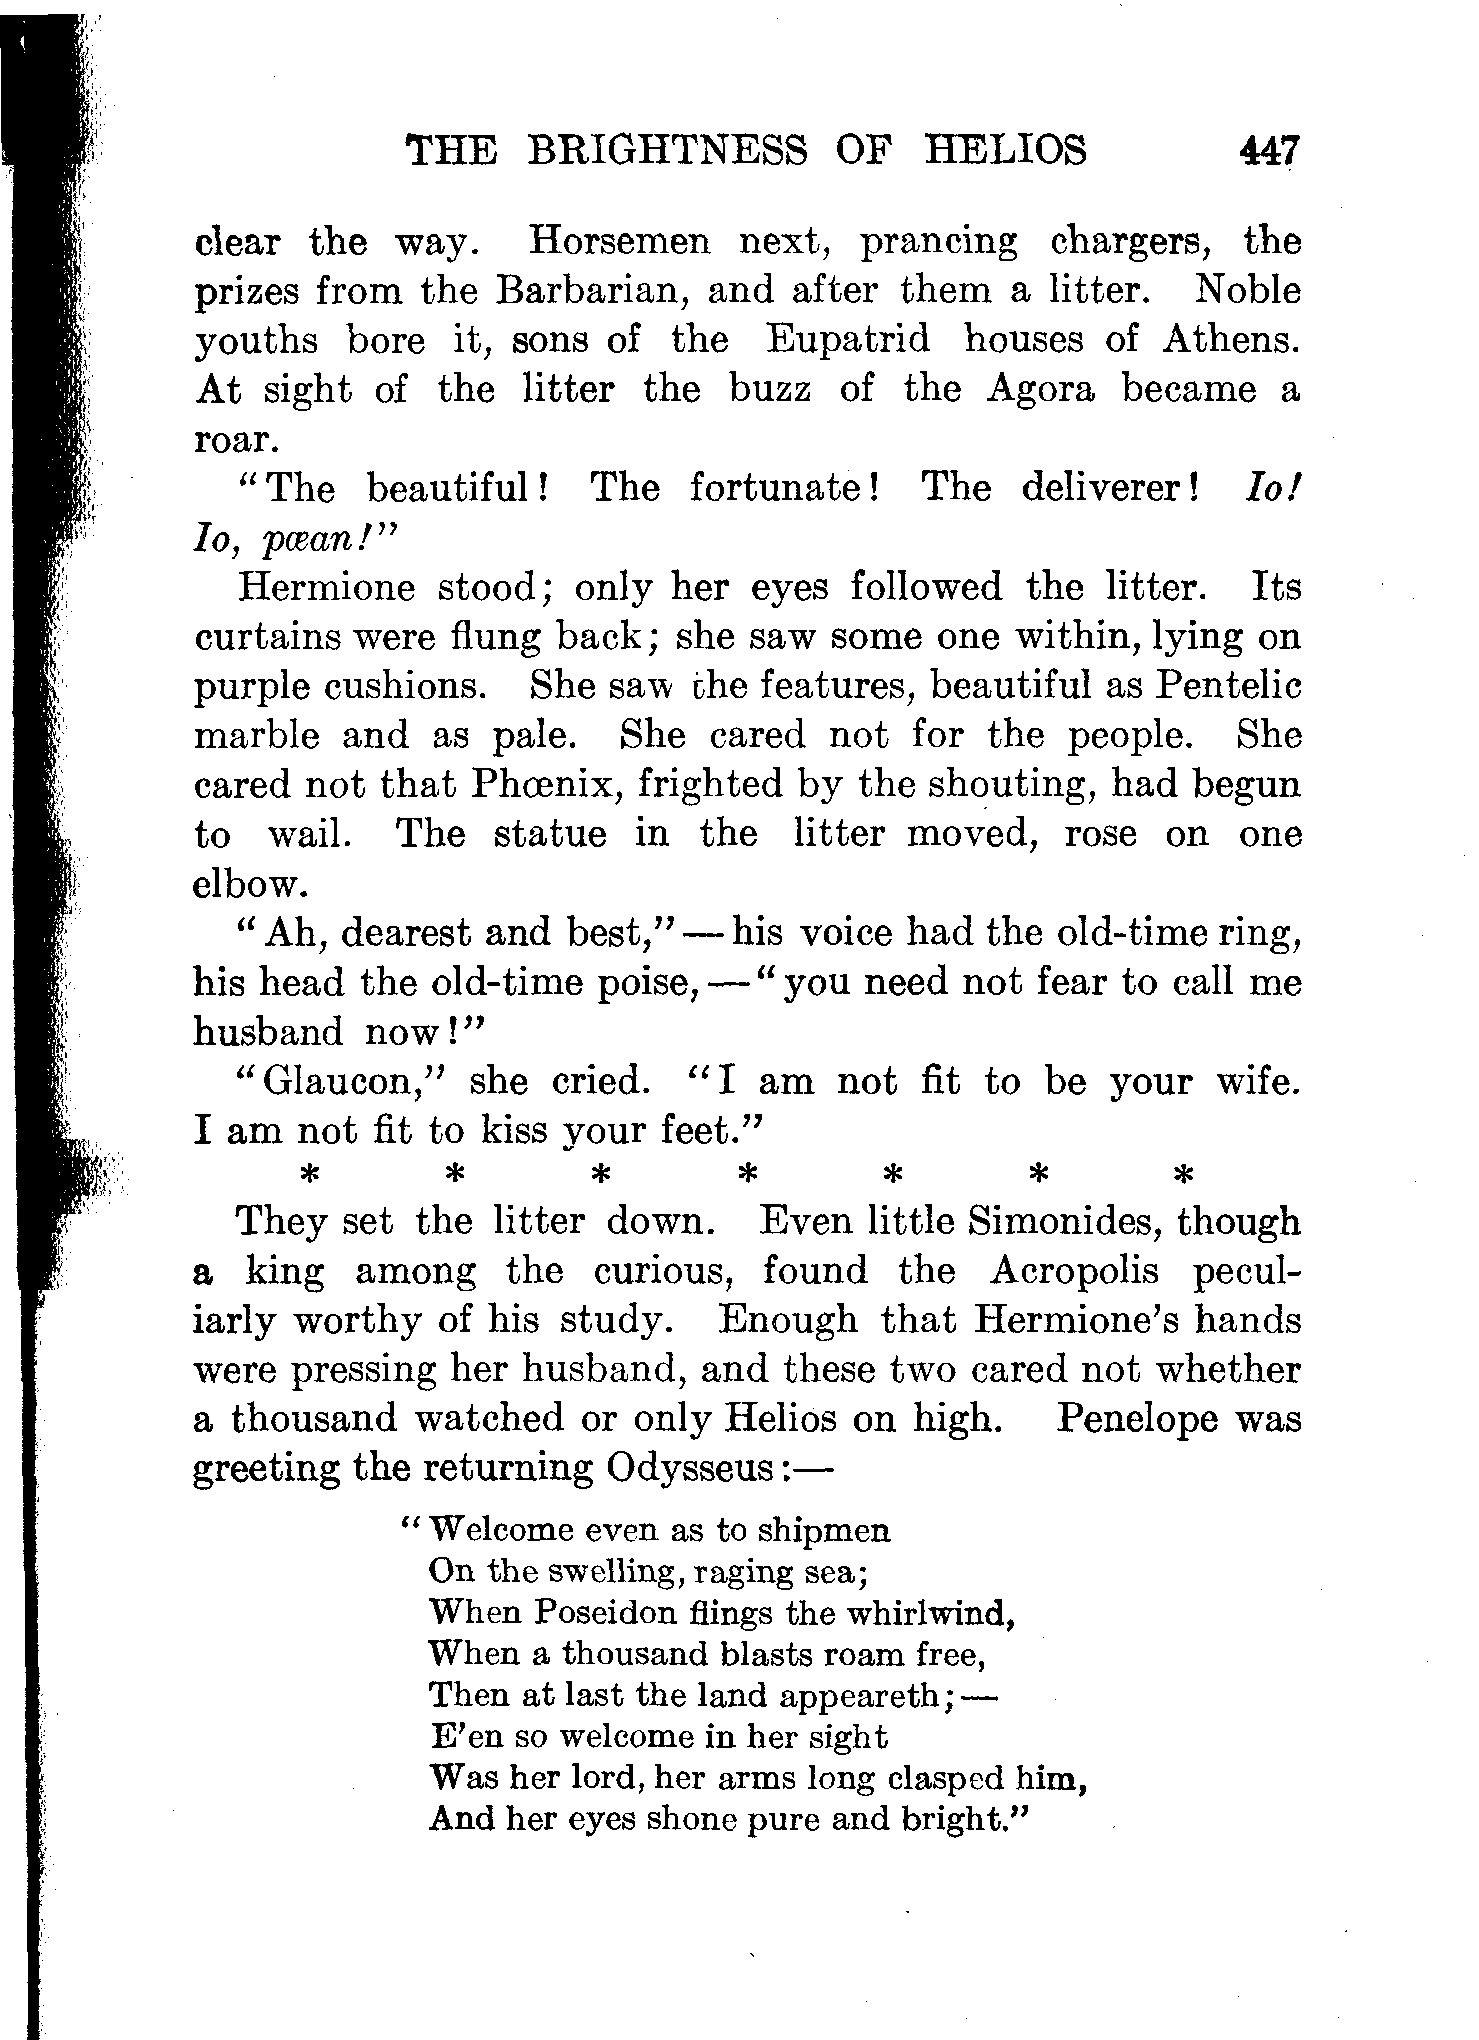 THE BRIGHTNESS OF HELIOS 447
clear the way. Horsemen next, prancing chargers, the
prizes from the Barbarian, and after them a litter. Noble
youths bore it, sons of the Eupatrid houses of Athens.
At sight of the litter the buzz of the Agora became a
roar.
“The beautiful! The fortunate! The deliverer! Io!
Io, pœan!”
Hermione stood; only her eyes followed the litter. Its
curtains were flung back; she saw some one within, lying on
purple cushions. She saw the features, beautiful as Pentelic
marble and as pale. She cared not for the people. She
cared not that Phœnix, frighted by the shouting, had begun
to wail. The statue in the litter moved, rose on one
elbow.
“Ah, dearest and best,”—his voice had the old-time ring,
his head the old-time poise,—“you need not fear to call me
husband now!”
“Glaucon,” she cried. “I am not fit to be your wife.
I am not fit to kiss your feet.”
* * * * * * *
They set the litter down. Even little Simonides, though
a king among the curious, found the Acropolis pecul-
iarly worthy of his study. Enough that Hermione’s hands
were pressing her husband, and these two cared not whether
a thousand watched or only Helios on high. Penelope was
greeting the returning Odysseus:—
“Welcome even as to shipmen
On the swelling, raging sea;
When Poseidon flings the whirlwind,
When a thousand blasts roam free,
Then at last the land appeareth;—
E’en so welcome in her sight
Was her lord, her arms long clasped him,
And her eyes shone pure and bright.”